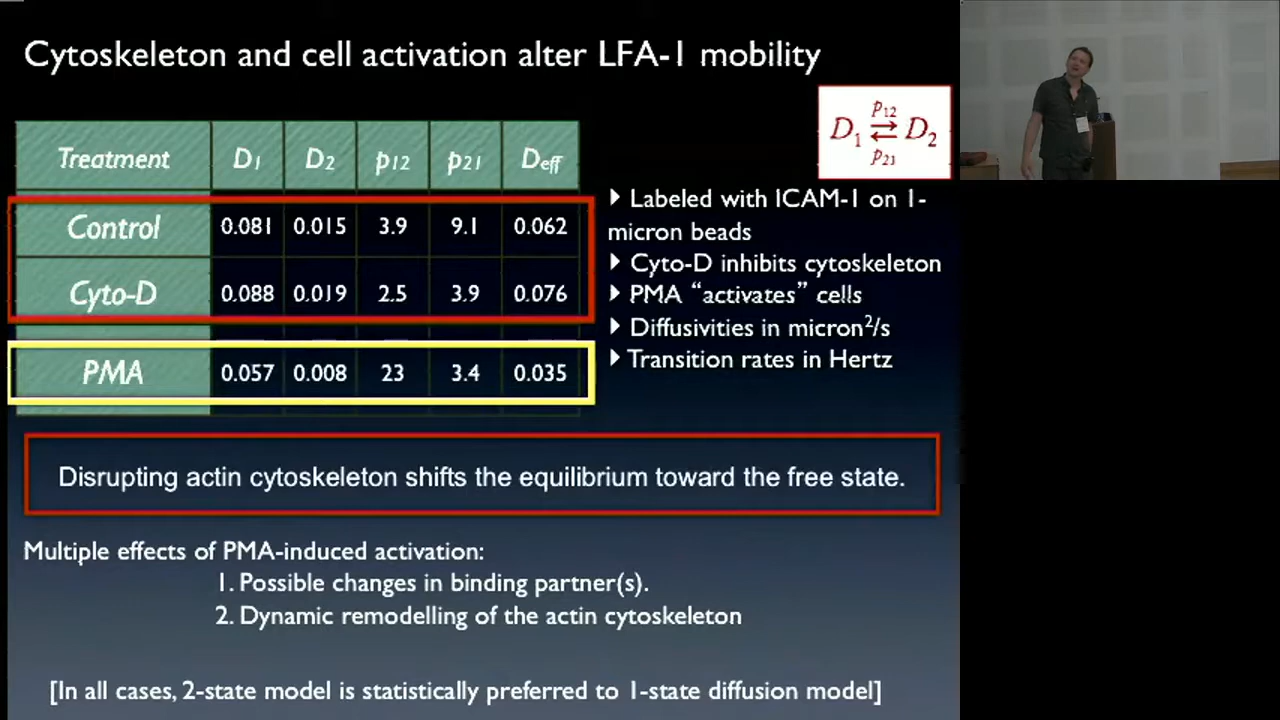 Cytoskeleton and cell activation alter LFA-1 mobility
D1 p12 ⇌ p21 D2
Treatment D1 D2 p12 p21 Deff
Control 0.081 0.015 3.9 9.1 0.062
Cyto-D 0.088 0.019 2.5 3.9 0.076
PMA 0.057 0.008 23 3.4 0.035
Labeled with ICAM-1 on 1-
micron beads
Cyto-D inhibits cytoskeleton
PMA “activates” cells
Diffusivities in micron²/s
Transition rates in Hertz
Disrupting actin cytoskeleton shifts the equilibrium toward the free state.
Multiple effects of PMA-induced activation:
1. Possible changes in binding partner(s).
2. Dynamic remodelling of the actin cytoskeleton
[In all cases, 2-state model is statistically preferred to 1-state diffusion model]